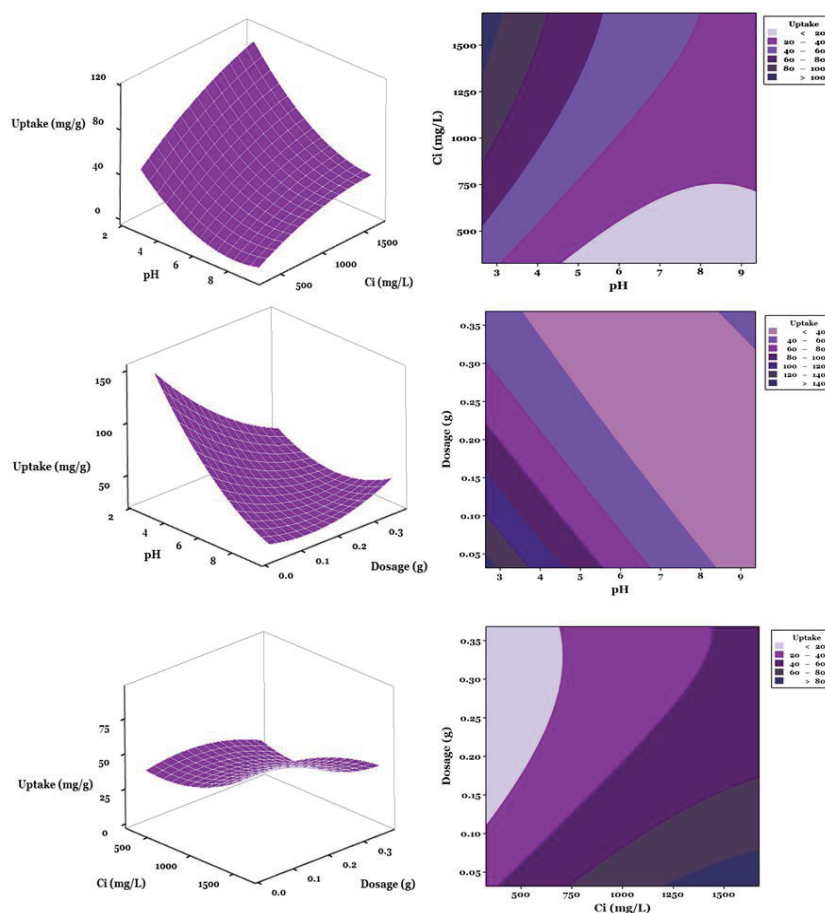 120
Uptake (mg/g)
80
40
0
2
4
6
8
pH
500
1000
1500
Ci (mg/L)
Uptake
< 20
20 – 40
40 – 60
60 – 80
80 – 100
> 100
1500
1250
1000
750
500
Ci (mg/L)
3 4 5 6 7 8 9
pH
150
100
Uptake (mg/g)
50
2
4
6
8
pH
0.0
0.1
0.2
0.3
Dosage (g)
Uptake
< 40
40 – 60
60 – 80
80 – 100
100 – 120
120 – 140
> 140
0.35
0.30
0.25
0.20
0.15
0.10
0.05
Dosage (g)
3 4 5 6 7 8 9
pH
75
50
Uptake (mg/g)
25
0
500
1000
1500
Ci (mg/L)
0.0
0.1
0.2
0.3
Dosage (g)
Uptake
< 20
20 – 40
40 – 60
60 – 80
> 80
0.35
0.30
0.25
0.20
0.15
0.10
0.05
Dosage (g)
500 750 1000 1250 1500
Ci (mg/L)